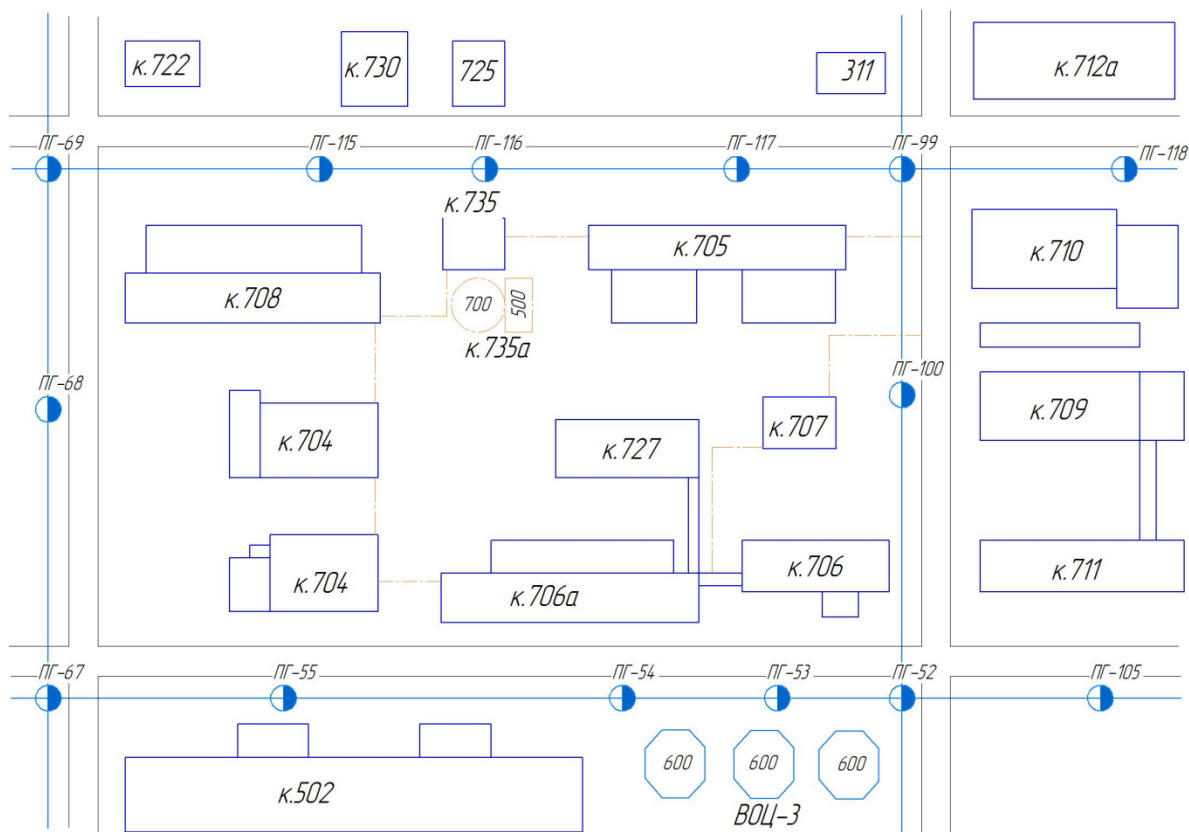 к.722
к.730
725
311
к.712а
ПГ-69
ПГ-115
ПГ-116
ПГ-117
ПГ-99
ПГ-118
к.735
к.705
к.710
к.708
700
500
к.735а
ПГ-68
ПГ-100
к.704
к.727
к.707
к.709
к.704
к.706а
к.706
к.711
ПГ-67
ПГ-55
ПГ-54
ПГ-53
ПГ-52
ПГ-105
600
600
600
к.502
ВОЦ-3